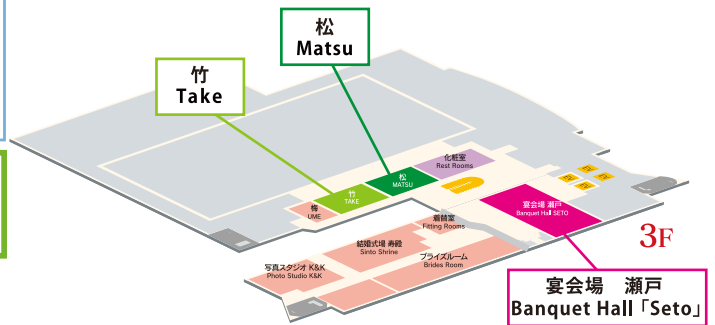 松
Matsu
竹
Take
化粧室
Rest Rooms
松
MATSU
竹
TAKE
梅
UME
宴会場 瀬戸
Banquet Hall SETO
着替室
Fitting Rooms
結婚式場 寿殿
Sinto Shrine
ブライズルーム
Brides Room
写真スタジオ K&K
Photo Studio K&K
3F
宴会場　瀬戸
Banquet Hall「Seto」